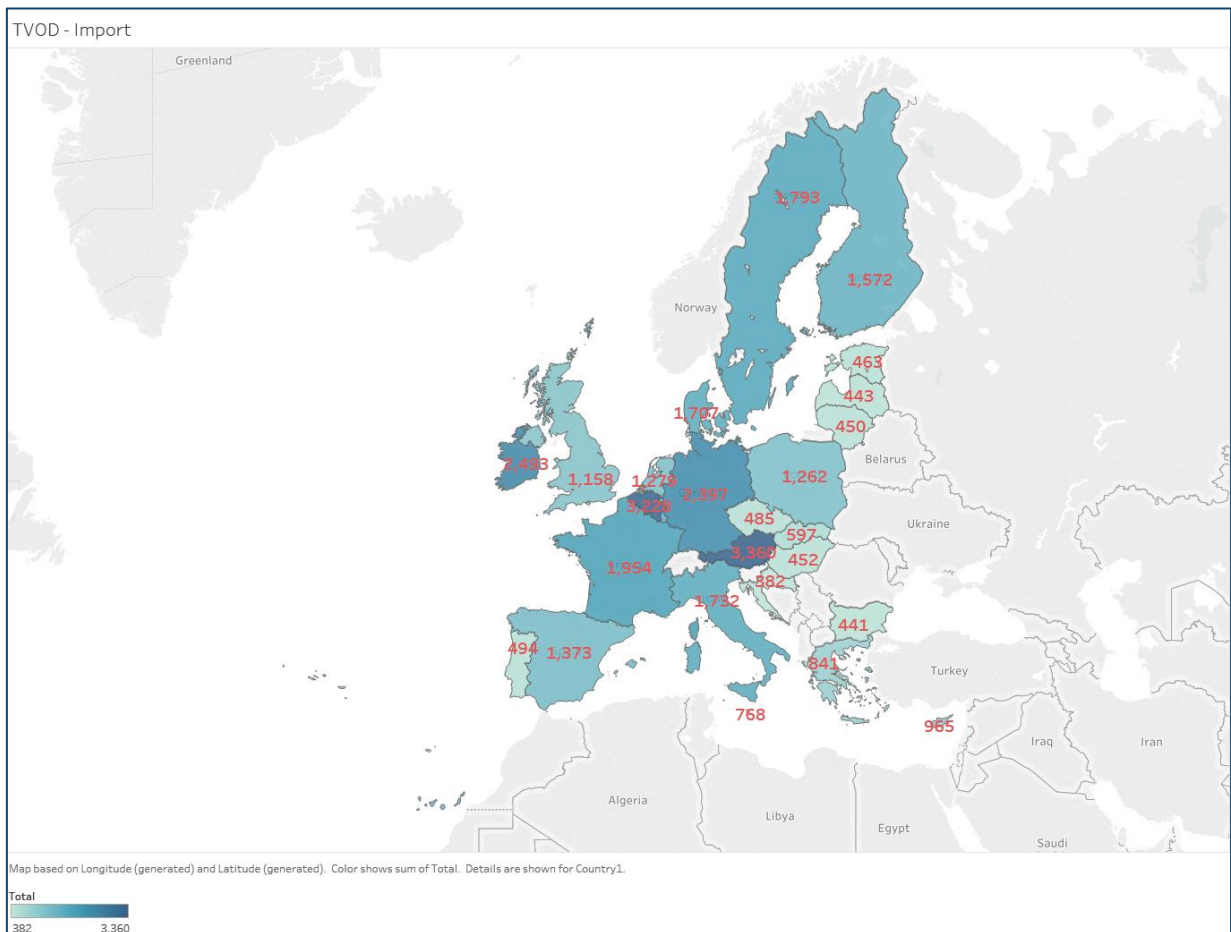 TVOD - Import
Greenland
1,793
1,572
Norway
463
443
1,707
450
Belarus
2,493
1,158
1,279
1,262
3,228
485
Ukraine
597
3,360
452
1,954
382
1,732
441
494
1,373
841
Turkey
768
965
Iraq
Iran
Algeria
Libya
Egypt
Saudi
Map based on Longitude (generated) and Latitude (generated). Color shows sum of Total. Details are shown for Country1.
Total
382
3,360